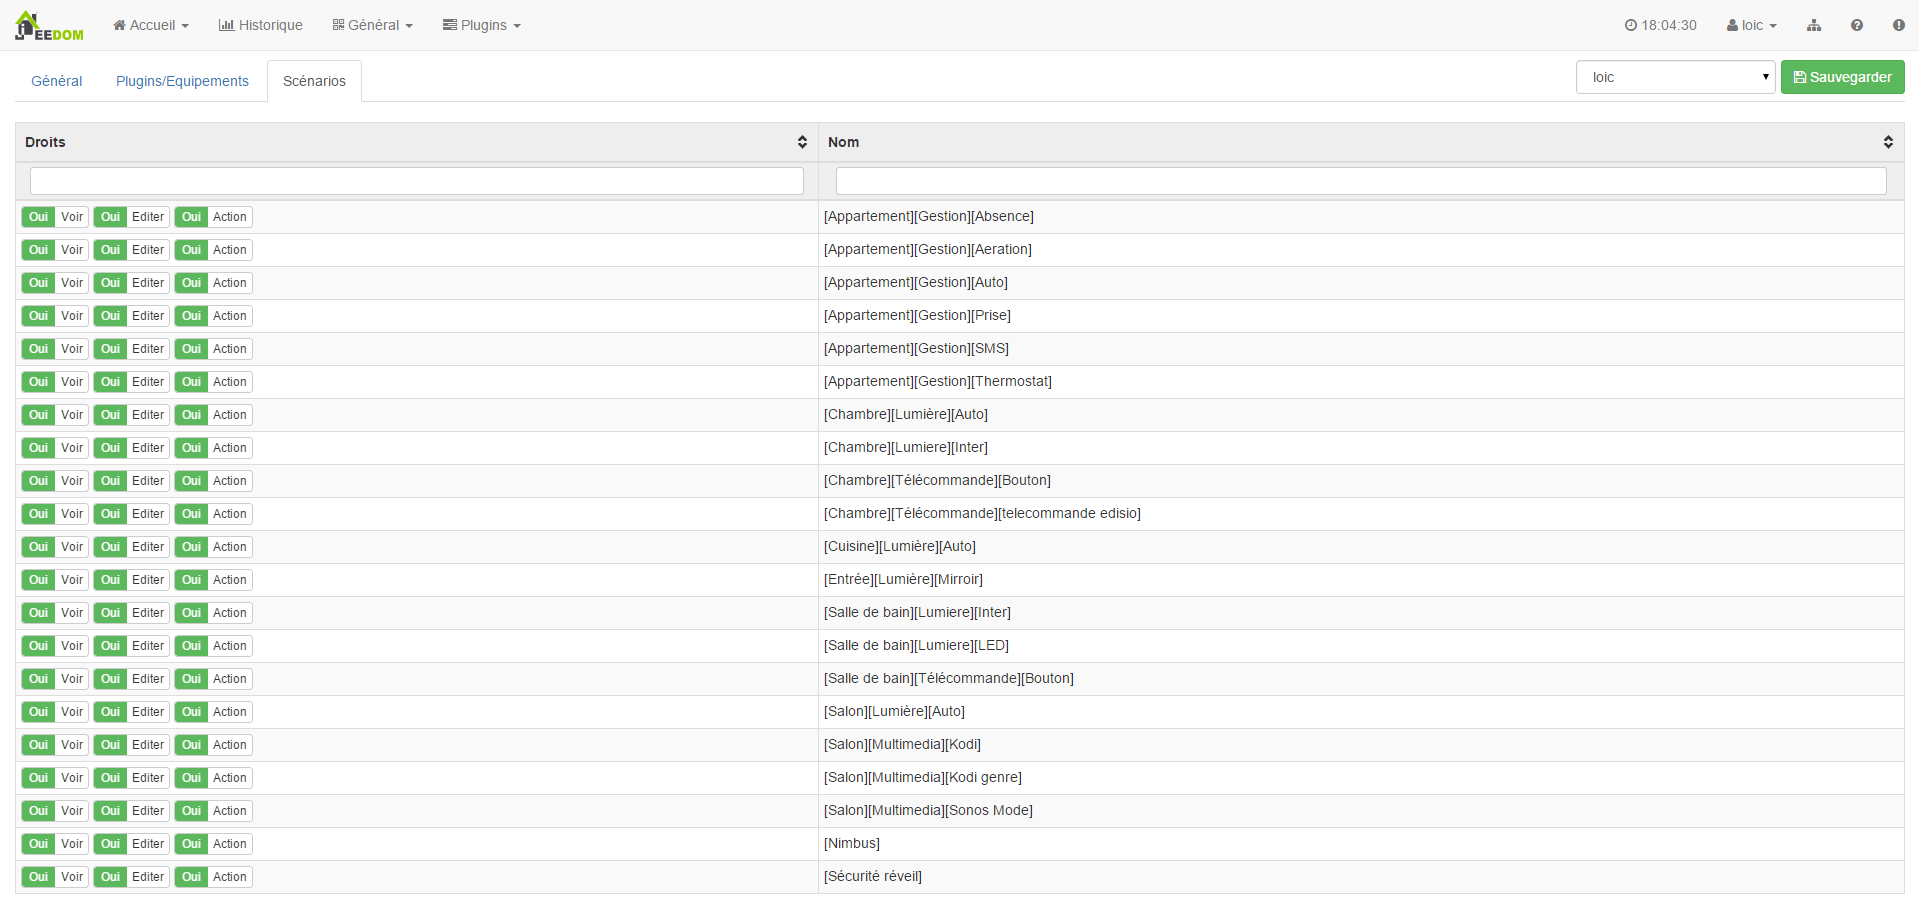 JEEDOM Accueil Historique Général Plugins 18:04:30 loic
Général Plugins/Equipements Scénarios loic Sauvegarder
Droits Nom
Oui Voir Oui Editer Oui Action [Appartement][Gestion][Absence]
Oui Voir Oui Editer Oui Action [Appartement][Gestion][Aeration]
Oui Voir Oui Editer Oui Action [Appartement][Gestion][Auto]
Oui Voir Oui Editer Oui Action [Appartement][Gestion][Prise]
Oui Voir Oui Editer Oui Action [Appartement][Gestion][SMS]
Oui Voir Oui Editer Oui Action [Appartement][Gestion][Thermostat]
Oui Voir Oui Editer Oui Action [Chambre][Lumière][Auto]
Oui Voir Oui Editer Oui Action [Chambre][Lumiere][Inter]
Oui Voir Oui Editer Oui Action [Chambre][Télécommande][Bouton]
Oui Voir Oui Editer Oui Action [Chambre][Télécommande][telecommande edisio]
Oui Voir Oui Editer Oui Action [Cuisine][Lumière][Auto]
Oui Voir Oui Editer Oui Action [Entrée][Lumière][Mirroir]
Oui Voir Oui Editer Oui Action [Salle de bain][Lumiere][Inter]
Oui Voir Oui Editer Oui Action [Salle de bain][Lumiere][LED]
Oui Voir Oui Editer Oui Action [Salle de bain][Télécommande][Bouton]
Oui Voir Oui Editer Oui Action [Salon][Lumière][Auto]
Oui Voir Oui Editer Oui Action [Salon][Multimedia][Kodi]
Oui Voir Oui Editer Oui Action [Salon][Multimedia][Kodi genre]
Oui Voir Oui Editer Oui Action [Salon][Multimedia][Sonos Mode]
Oui Voir Oui Editer Oui Action [Nimbus]
Oui Voir Oui Editer Oui Action [Sécurité réveil]